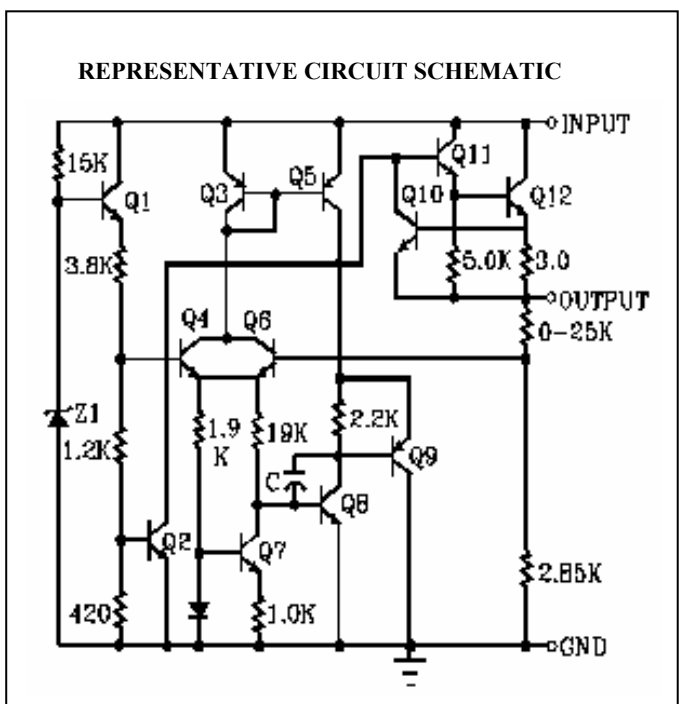 REPRESENTATIVE CIRCUIT SCHEMATIC
INPUT
15K
Q1
Q3
Q5
Q11
Q10
Q12
3.8K
5.0K
3.0
OUTPUT
Q4
Q6
0-25K
Z1
1.9
K
19K
2.2K
1.2K
C
Q9
Q8
Q2
Q7
2.85K
420
1.0K
GND